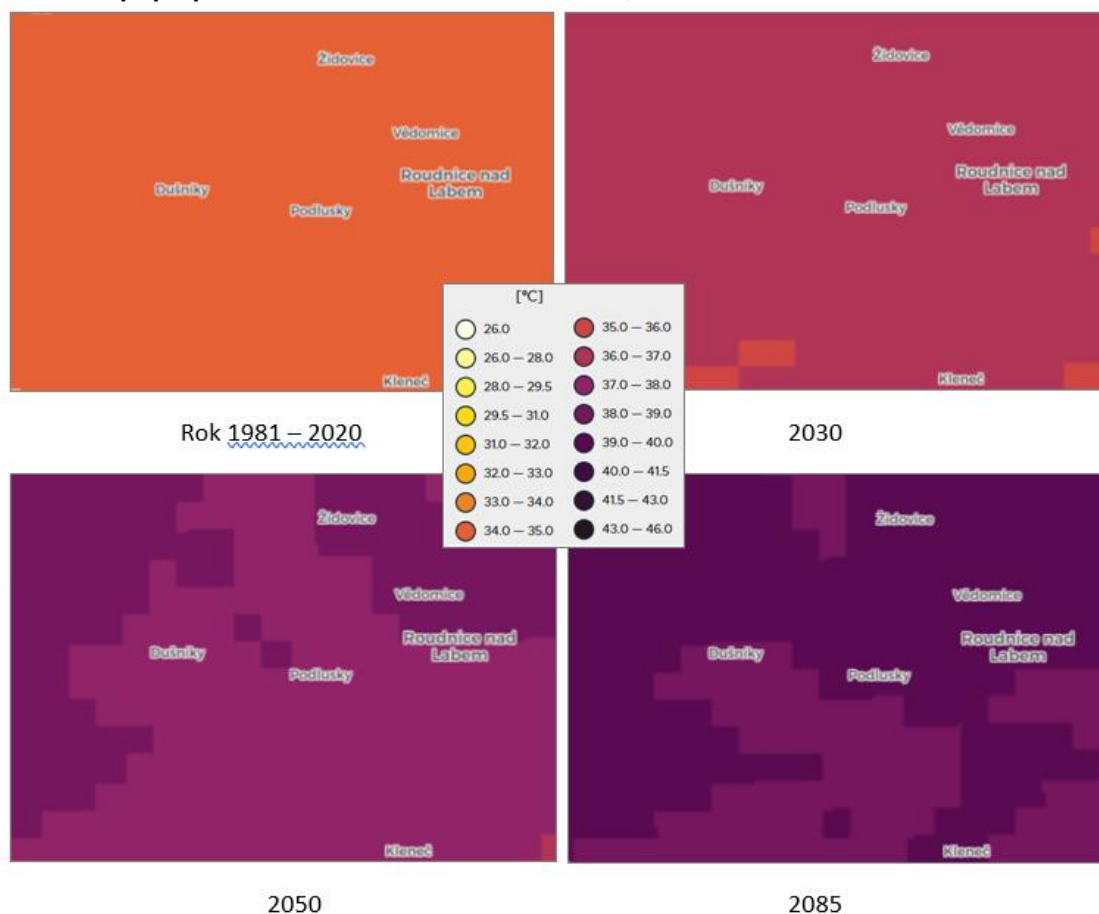 Židovice
Vědomice
Roudnice nad
Labem
Dušníky
Podlusky
Kleneč
Židovice
Vědomice
Roudnice nad
Labem
Dušníky
Podlusky
Kleneč
[°C]
26.0
26.0 – 28.0
28.0 – 29.5
29.5 – 31.0
31.0 – 32.0
32.0 – 33.0
33.0 – 34.0
34.0 – 35.0
35.0 – 36.0
36.0 – 37.0
37.0 – 38.0
38.0 – 39.0
39.0 – 40.0
40.0 – 41.5
41.5 – 43.0
43.0 – 46.0
Rok 1981 – 2020
2030
Židovice
Vědomice
Roudnice nad
Labem
Dušníky
Podlusky
Kleneč
Židovice
Vědomice
Roudnice nad
Labem
Dušníky
Podlusky
Kleneč
2050
2085